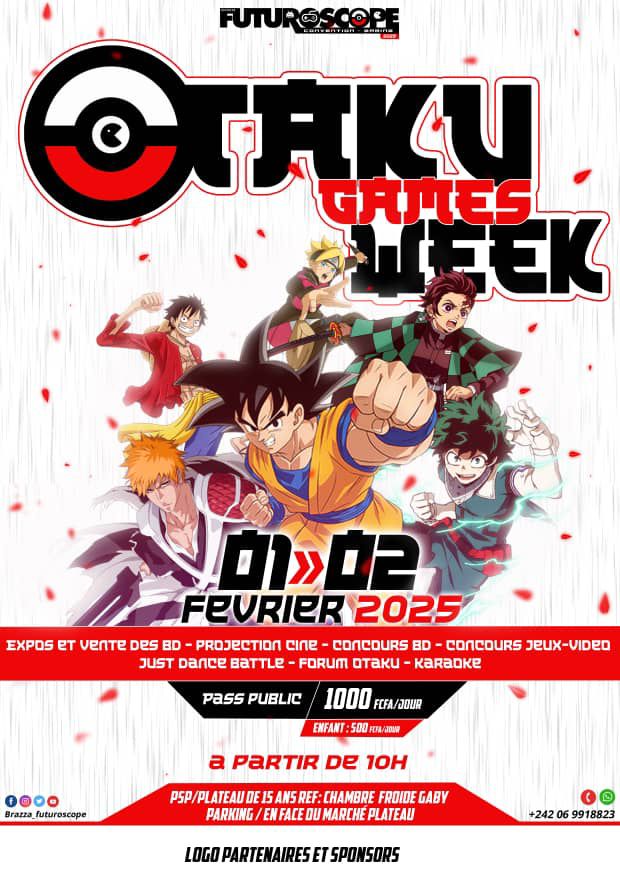 FUTUROSCOPE
CONVENTION - GAMING
OTAKU
GAMES
WEEK
01 » 02
FEVRIER 2025
EXPOS ET VENTE DES BD - PROJECTION CINE - CONCOURS BD - CONCOURS JEUX-VIDEO
JUST DANCE BATTLE - FORUM OTAKU - KARAOKE
PASS PUBLIC / 1000 FCFA/JOUR
ENFANT : 500 FCFA/JOUR
A PARTIR DE 10H
PSP/PLATEAU DE 15 ANS REF: CHAMBRE FROIDE GABY
PARKING / EN FACE DU MARCHÉ PLATEAU
Brazza_futuroscope
+242 06 9918823
LOGO PARTENAIRES ET SPONSORS